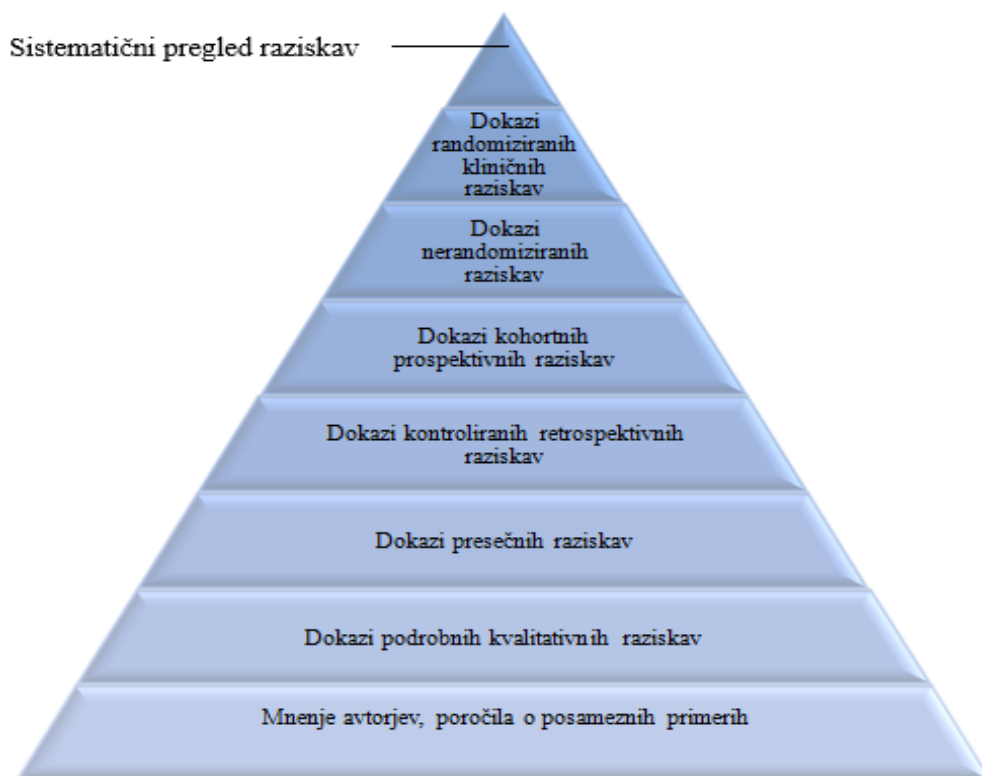 Sistematični pregled raziskav
Dokazi
randomiziranih
kliničnih
raziskav
Dokazi
nerandomiziranih
raziskav
Dokazi kohortnih
prospektivnih raziskav
Dokazi kontroliranih retrospektivnih
raziskav
Dokazi presečnih raziskav
Dokazi podrobnih kvalitativnih raziskav
Mnenje avtorjev, poročila o posameznih primerih